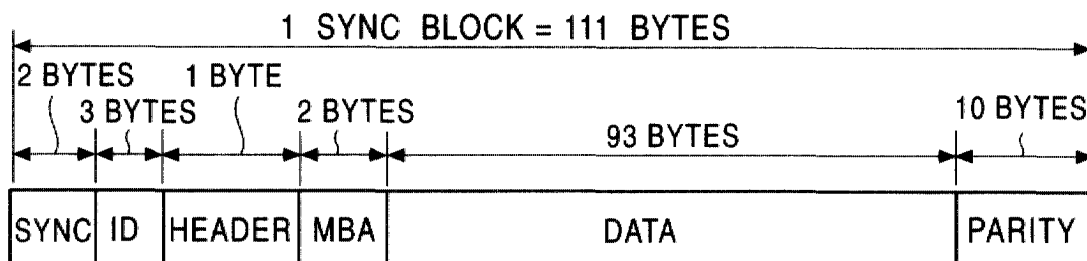 1 SYNC BLOCK = 111 BYTES
2 BYTES
1 BYTE
3 BYTES
2 BYTES
93 BYTES
10 BYTES
SYNC ID HEADER MBA DATA PARITY